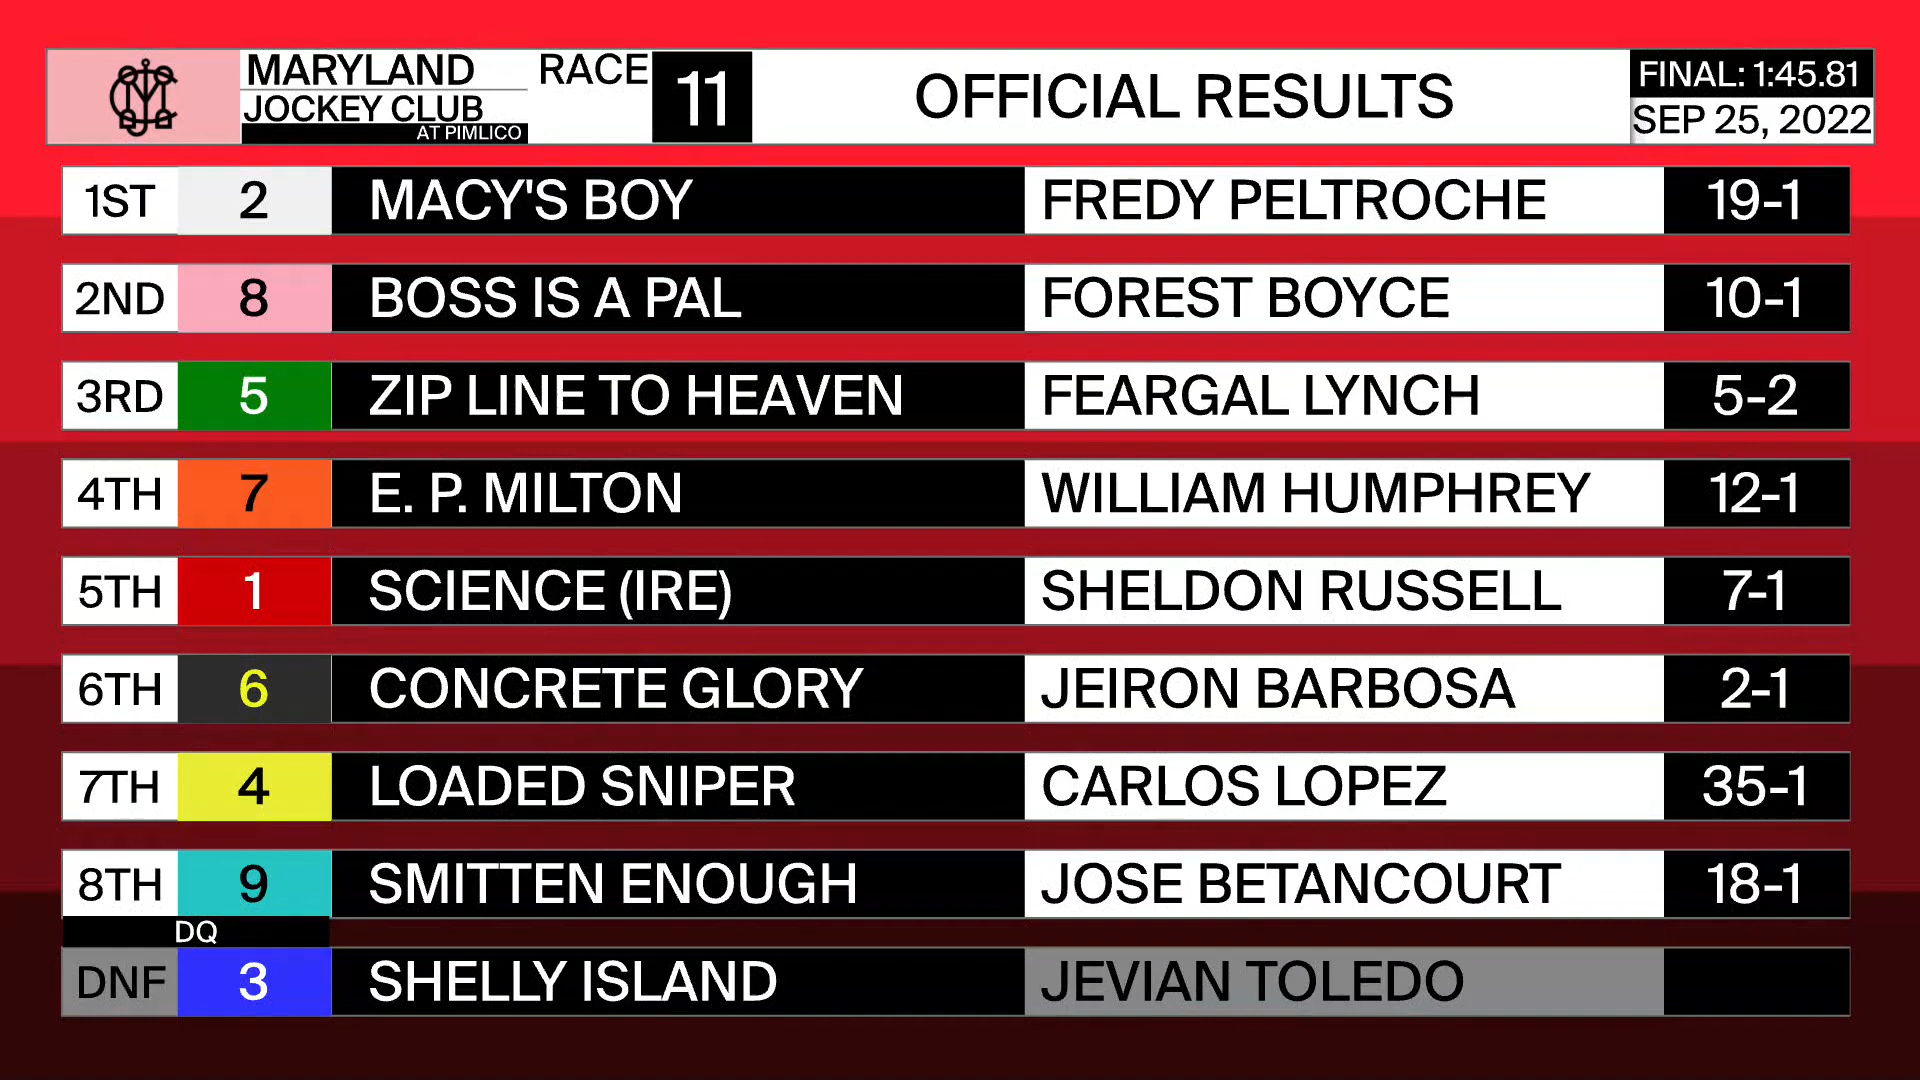 MARYLAND
JOCKEY CLUB
AT PIMLICO
RACE 11
OFFICIAL RESULTS
FINAL: 1:45.81
SEP 25, 2022
1ST 2 MACY'S BOY FREDY PELTROCHE 19-1
2ND 8 BOSS IS A PAL FOREST BOYCE 10-1
3RD 5 ZIP LINE TO HEAVEN FEARGAL LYNCH 5-2
4TH 7 E. P. MILTON WILLIAM HUMPHREY 12-1
5TH 1 SCIENCE (IRE) SHELDON RUSSELL 7-1
6TH 6 CONCRETE GLORY JEIRON BARBOSA 2-1
7TH 4 LOADED SNIPER CARLOS LOPEZ 35-1
8TH 9 SMITTEN ENOUGH JOSE BETANCOURT 18-1
DQ
DNF 3 SHELLY ISLAND JEVIAN TOLEDO